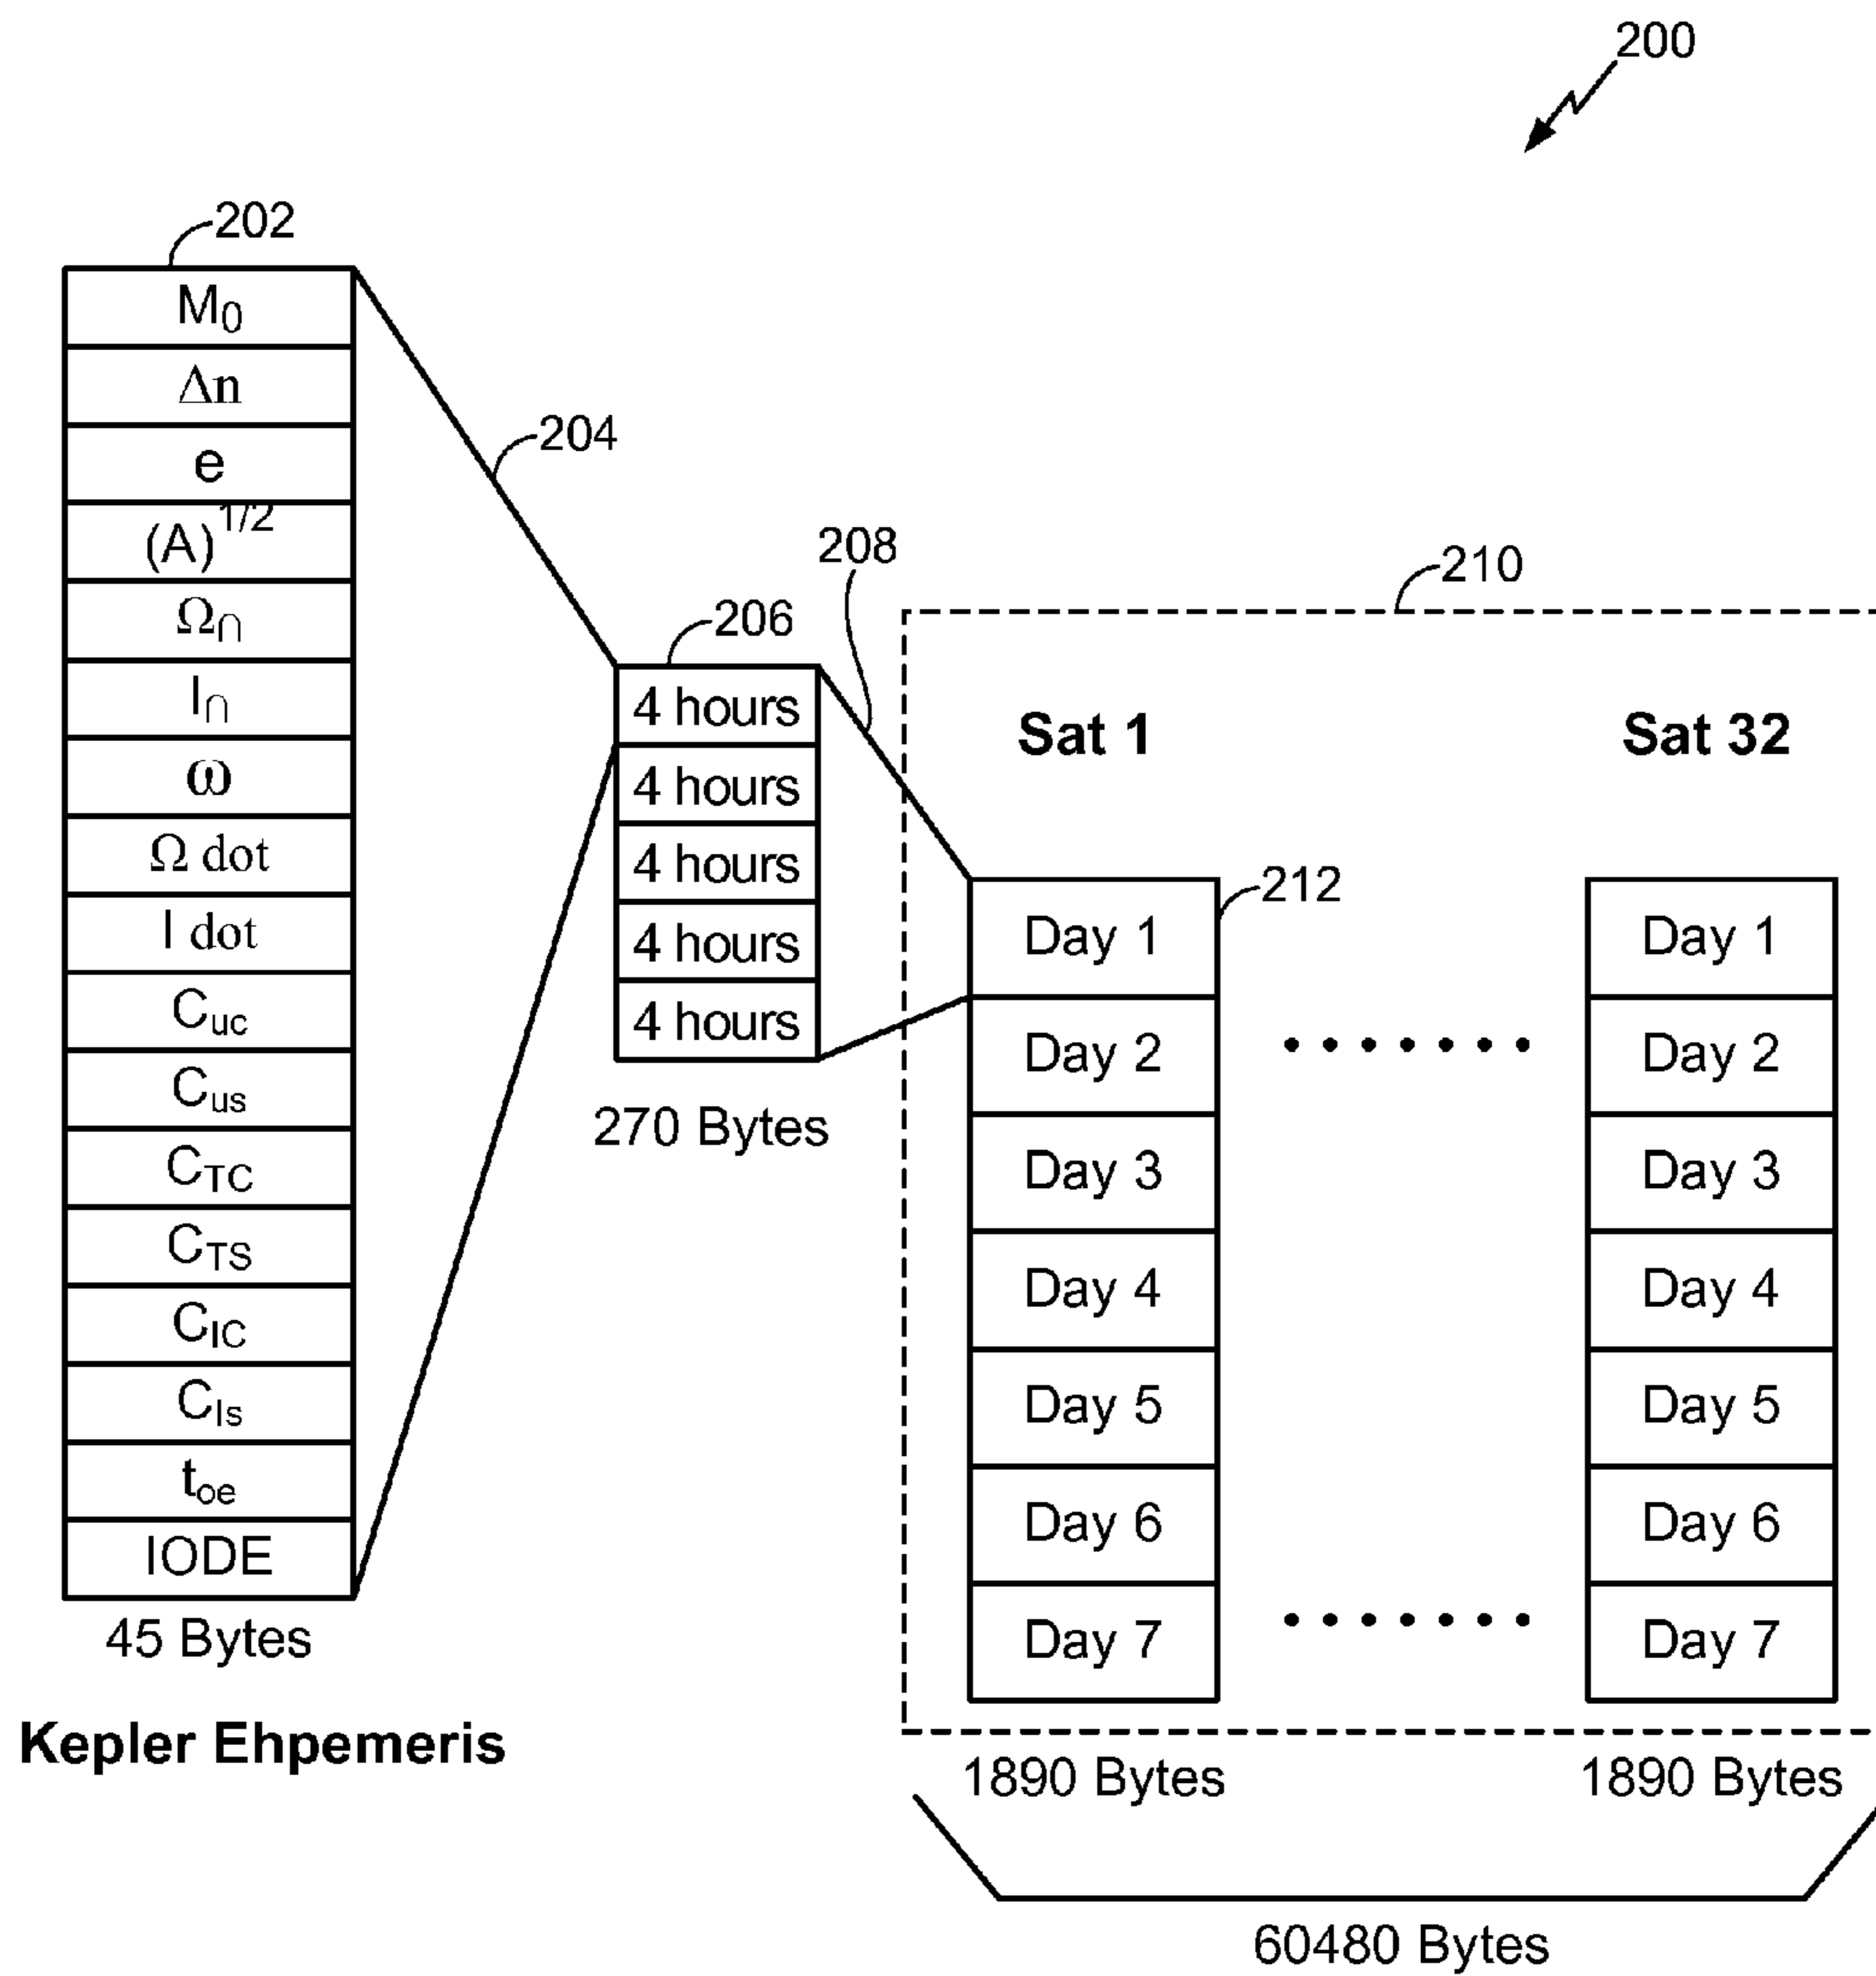 200
202
M0
Δn
e
(A)1/2
Ω∩
I∩
ω
Ω dot
I dot
Cuc
Cus
CTC
CTS
CIC
CIs
toe
IODE
45 Bytes
Kepler Ehpemeris
204
206
4 hours
4 hours
4 hours
4 hours
4 hours
270 Bytes
208
210
Sat 1
212
Day 1
Day 2
Day 3
Day 4
Day 5
Day 6
Day 7
1890 Bytes
Sat 32
Day 1
Day 2
Day 3
Day 4
Day 5
Day 6
Day 7
1890 Bytes
60480 Bytes